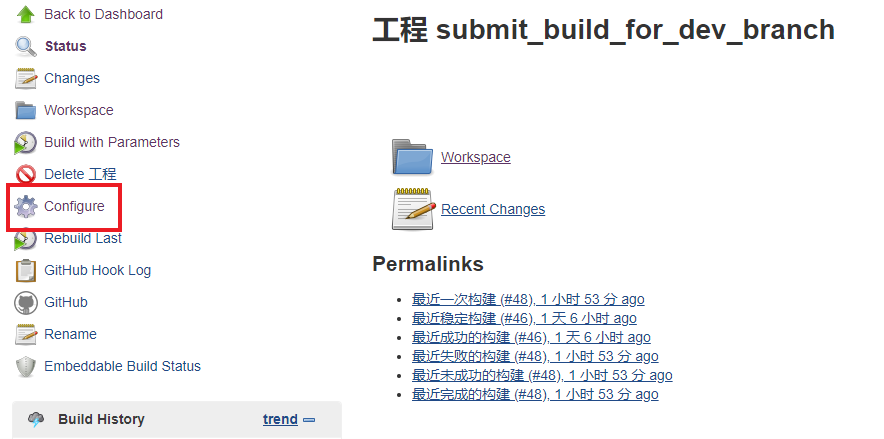 Back to Dashboard
Status
Changes
Workspace
Build with Parameters
Delete 工程
Configure
Rebuild Last
GitHub Hook Log
GitHub
Rename
Embeddable Build Status
Build History trend
工程 submit_build_for_dev_branch
Workspace
Recent Changes
Permalinks
最近一次构建 (#48), 1 小时 53 分 ago
最近稳定构建 (#46), 1 天 6 小时 ago
最近成功的构建 (#46), 1 天 6 小时 ago
最近失败的构建 (#48), 1 小时 53 分 ago
最近未成功的构建 (#48), 1 小时 53 分 ago
最近完成的构建 (#48), 1 小时 53 分 ago